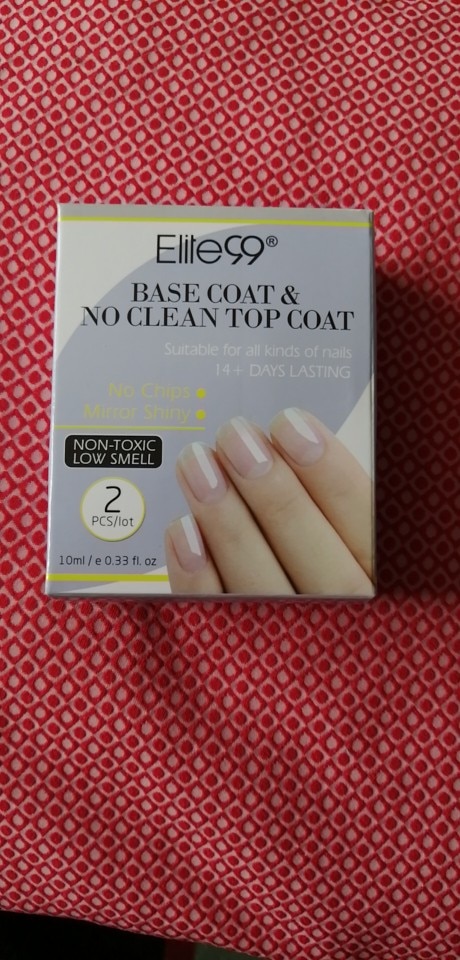 Elite99®
BASE COAT &
NO CLEAN TOP COAT
Suitable for all kinds of nails
14+ DAYS LASTING
No Chips
Mirror Shiny
NON-TOXIC
LOW SMELL
2
PCS/lot
10ml / e 0.33 fl. oz